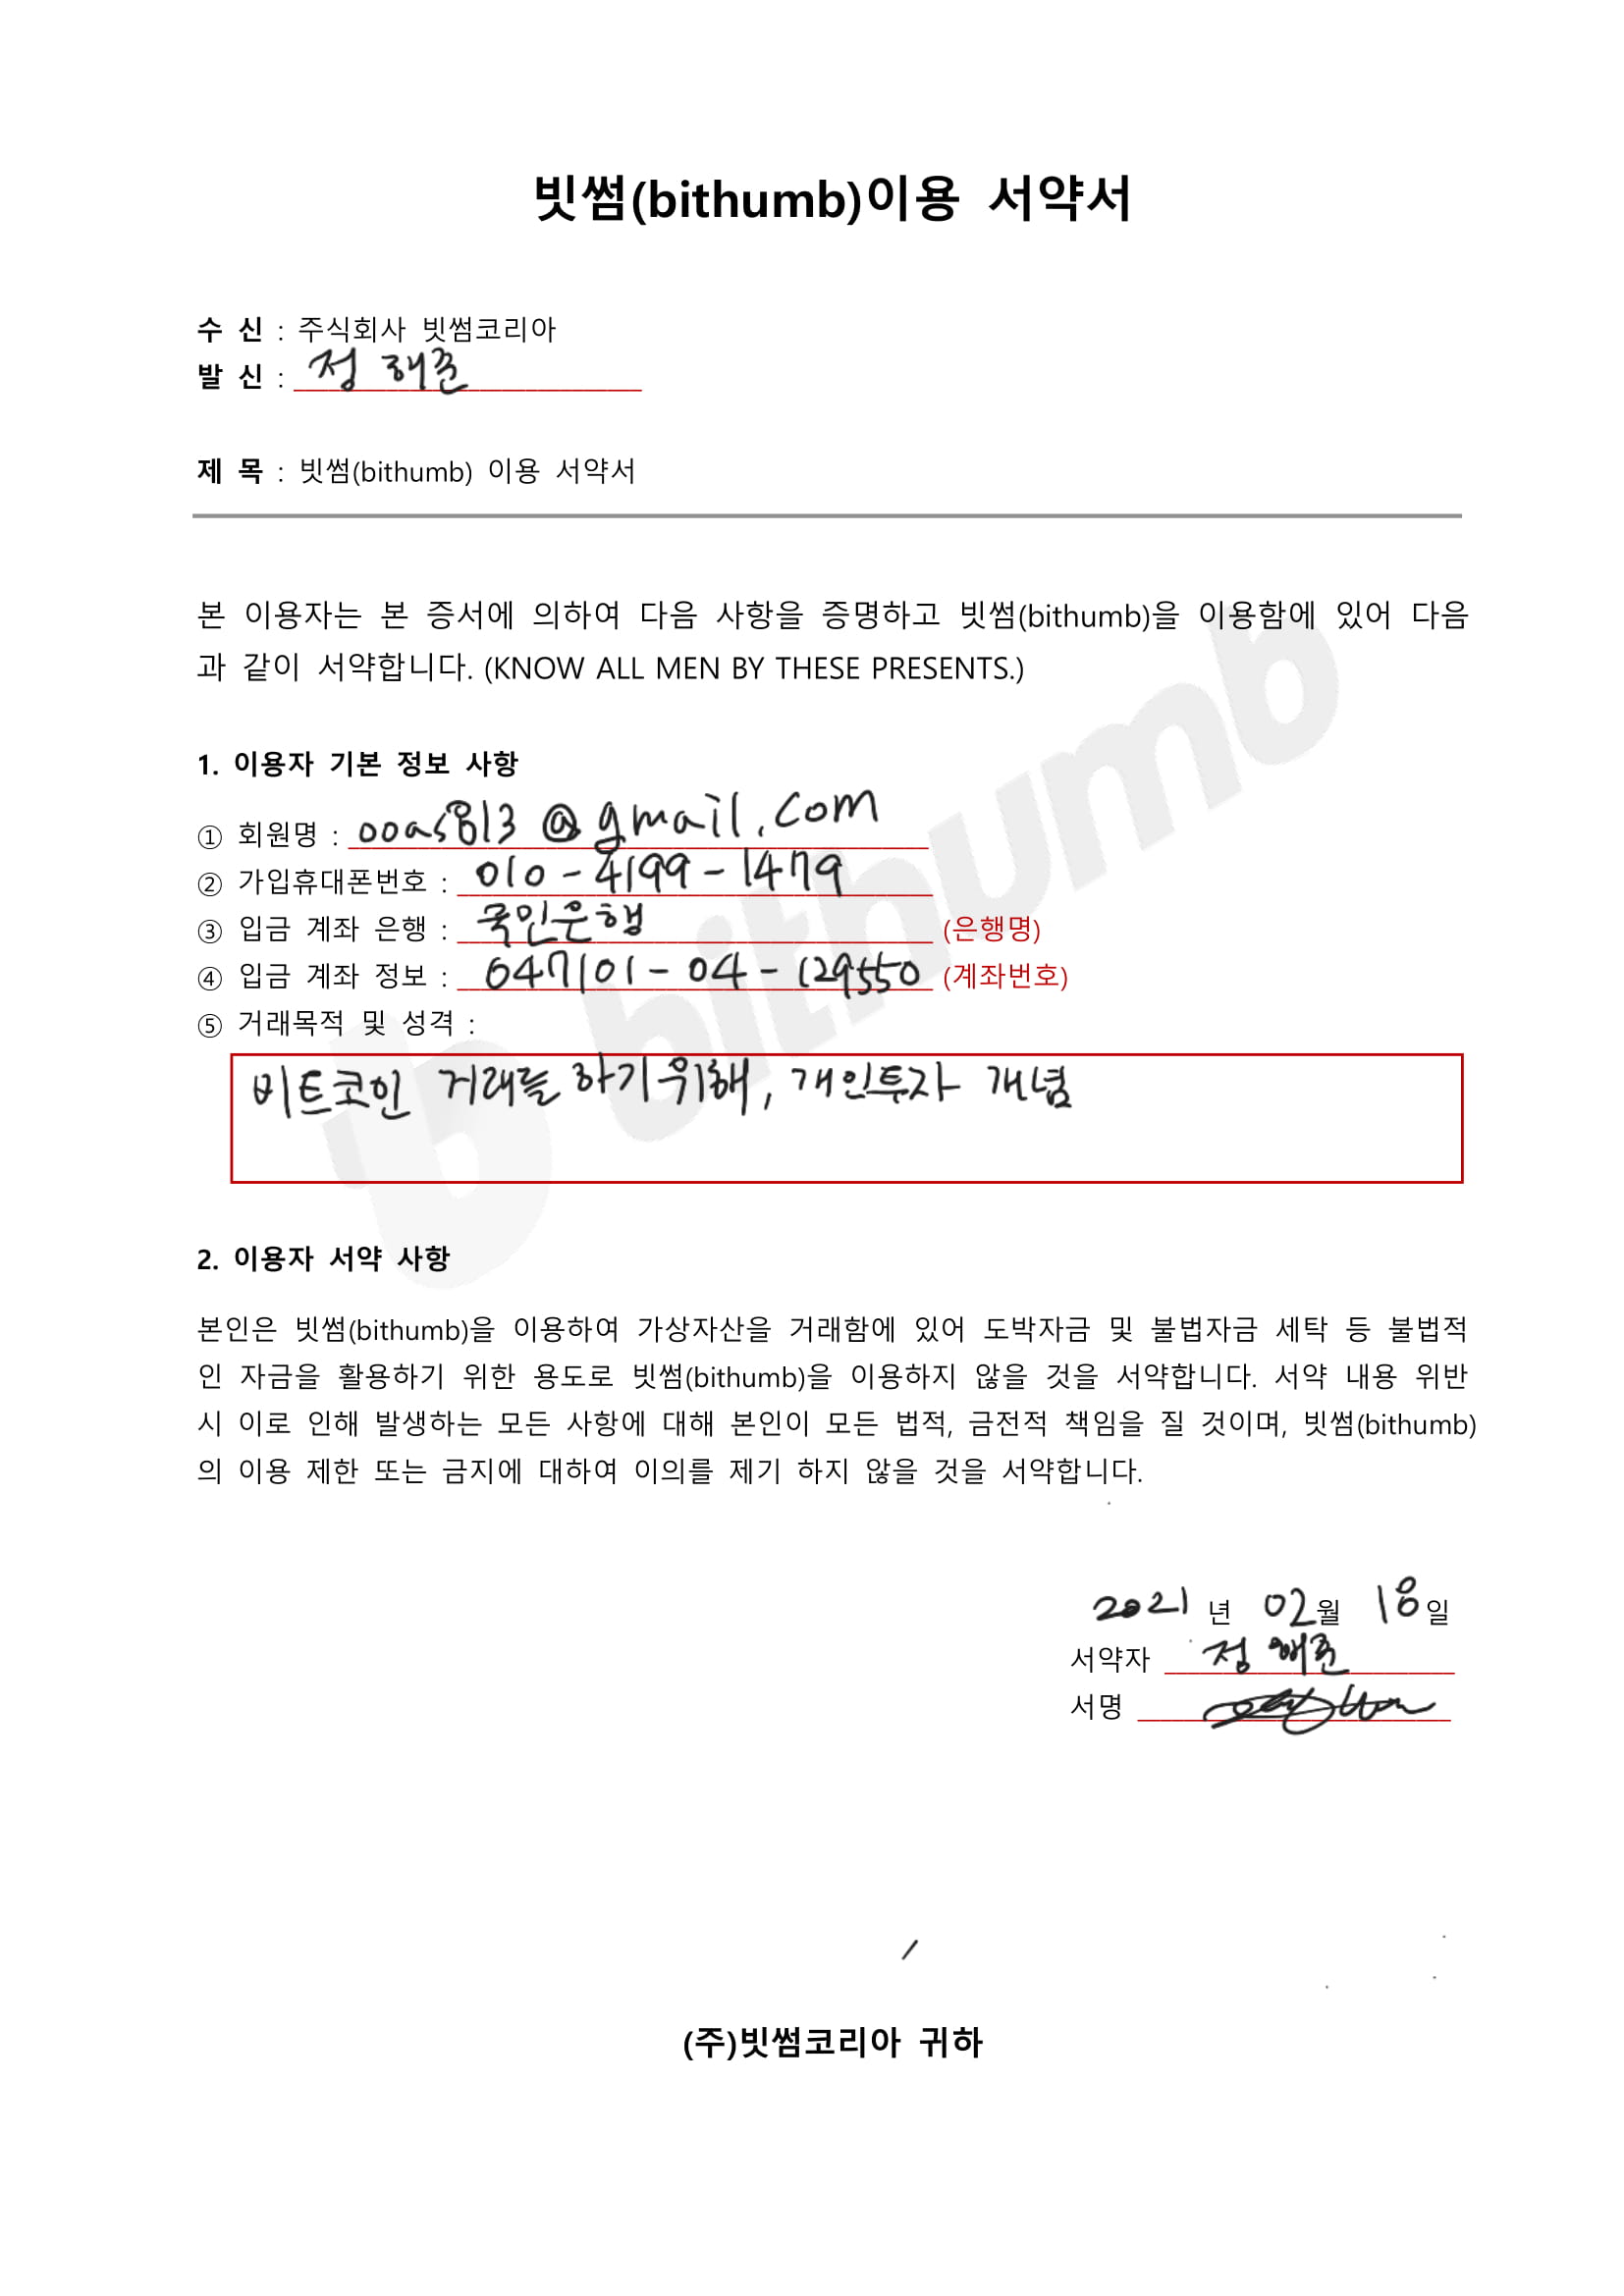 빗썸(bithumb)이용 서약서
수 신 : 주식회사 빗썸코리아
발 신 : 정해준
제 목 : 빗썸(bithumb) 이용 서약서
본 이용자는 본 증서에 의하여 다음 사항을 증명하고 빗썸(bithumb)을 이용함에 있어 다음
과 같이 서약합니다. (KNOW ALL MEN BY THESE PRESENTS.)
1. 이용자 기본 정보 사항
① 회원명 : ooas813@gmail.com
② 가입휴대폰번호 : 010-4199-1479
③ 입금 계좌 은행 : 국민은행 (은행명)
④ 입금 계좌 정보 : 647101-04-129550 (계좌번호)
⑤ 거래목적 및 성격 :
비트코인 거래를 하기위해, 개인투자 개념
2. 이용자 서약 사항
본인은 빗썸(bithumb)을 이용하여 가상자산을 거래함에 있어 도박자금 및 불법자금 세탁 등 불법적
인 자금을 활용하기 위한 용도로 빗썸(bithumb)을 이용하지 않을 것을 서약합니다. 서약 내용 위반
시 이로 인해 발생하는 모든 사항에 대해 본인이 모든 법적, 금전적 책임을 질 것이며, 빗썸(bithumb)
의 이용 제한 또는 금지에 대하여 이의를 제기 하지 않을 것을 서약합니다.
2021 년 02월 18일
서약자 정해준
서명
(주)빗썸코리아 귀하
bithumb